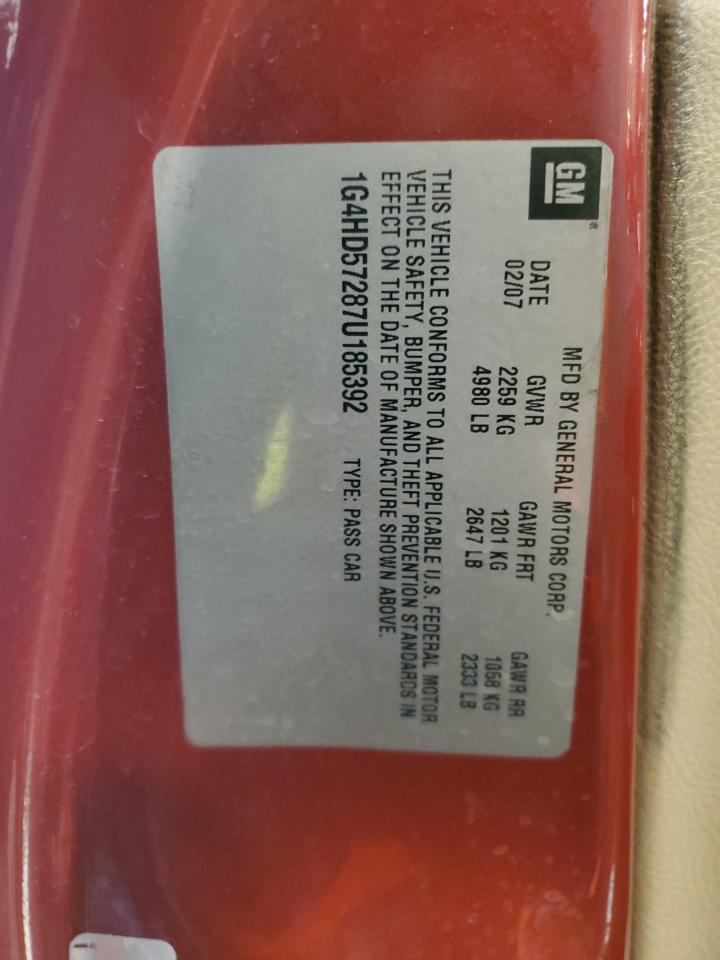 GM®
MFD BY GENERAL MOTORS CORP.
DATE GVWR GAWR FRT GAWR RR
02/07 2259 KG 1201 KG 1058 KG
4980 LB 2647 LB 2333 LB
THIS VEHICLE CONFORMS TO ALL APPLICABLE U.S. FEDERAL MOTOR
VEHICLE SAFETY, BUMPER, AND THEFT PREVENTION STANDARDS IN
EFFECT ON THE DATE OF MANUFACTURE SHOWN ABOVE.
1G4HD57287U185392 TYPE: PASS CAR